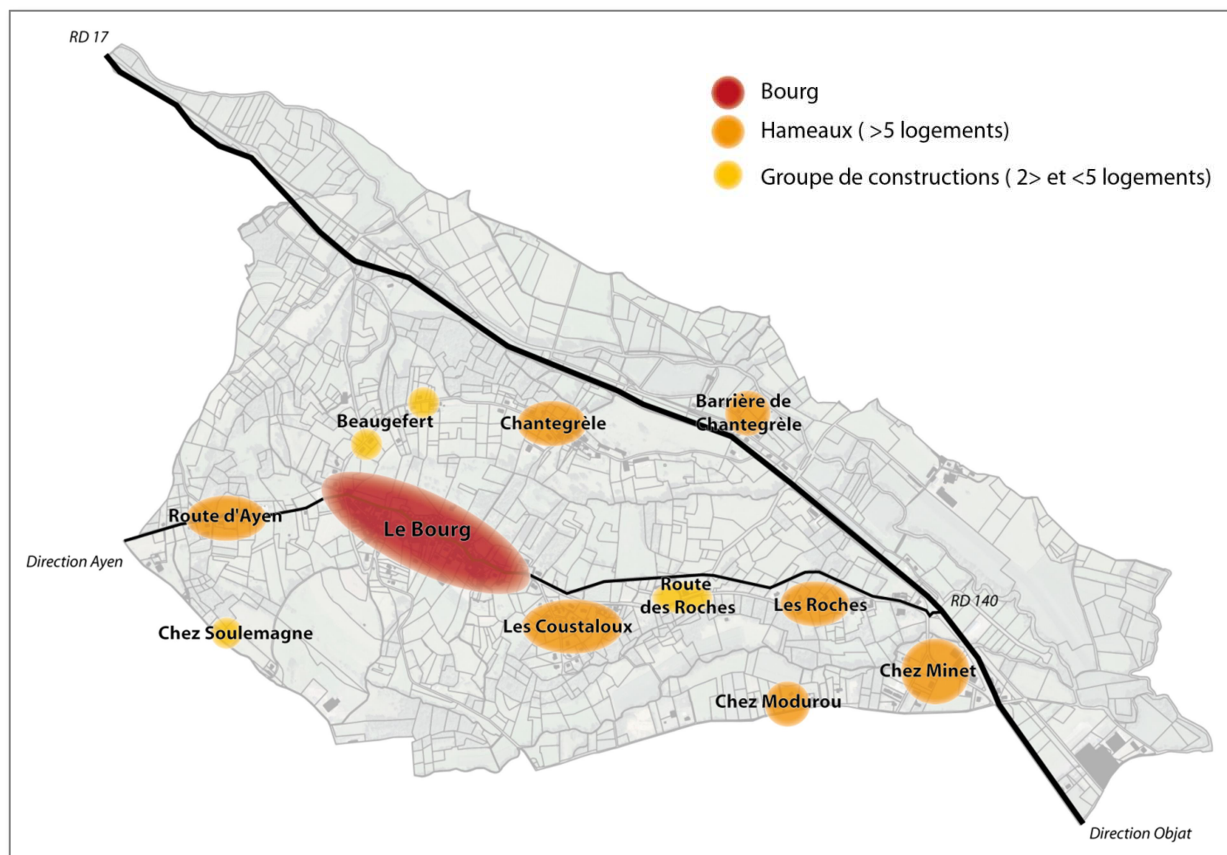 RD 17
Bourg
Hameaux ( >5 logements)
Groupe de constructions ( 2> et <5 logements)
Beaugefert
Chantegrèle
Barrière de
Chantegrèle
Route d'Ayen
Le Bourg
Direction Ayen
Route
des Roches
Les Roches
RD 140
Chez Soulemagne
Les Coustaloux
Chez Minet
Chez Modurou
Direction Objat